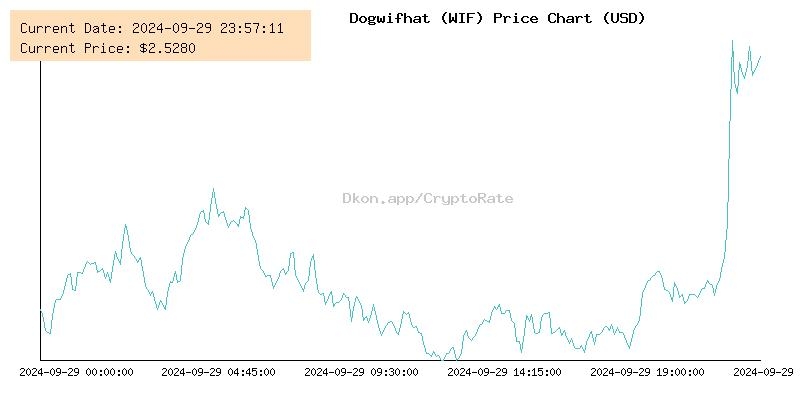 Dogwifhat (WIF) Price Chart (USD)
Current Date: 2024-09-29 23:57:11
Current Price: $2.5280
Dkon.app/CryptoRate
2024-09-29 00:00:00 2024-09-29 04:45:00 2024-09-29 09:30:00 2024-09-29 14:15:00 2024-09-29 19:00:00 2024-09-29